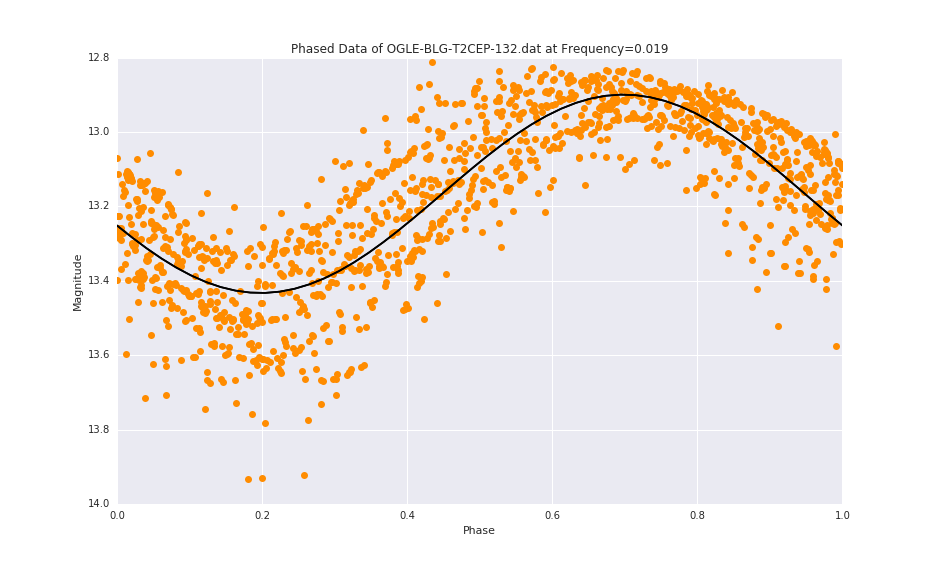 Phased Data of OGLE-BLG-T2CEP-132.dat at Frequency=0.019
12.8
13.0
13.2
13.4
13.6
13.8
14.0
Magnitude
0.0 0.2 0.4 0.6 0.8 1.0
Phase